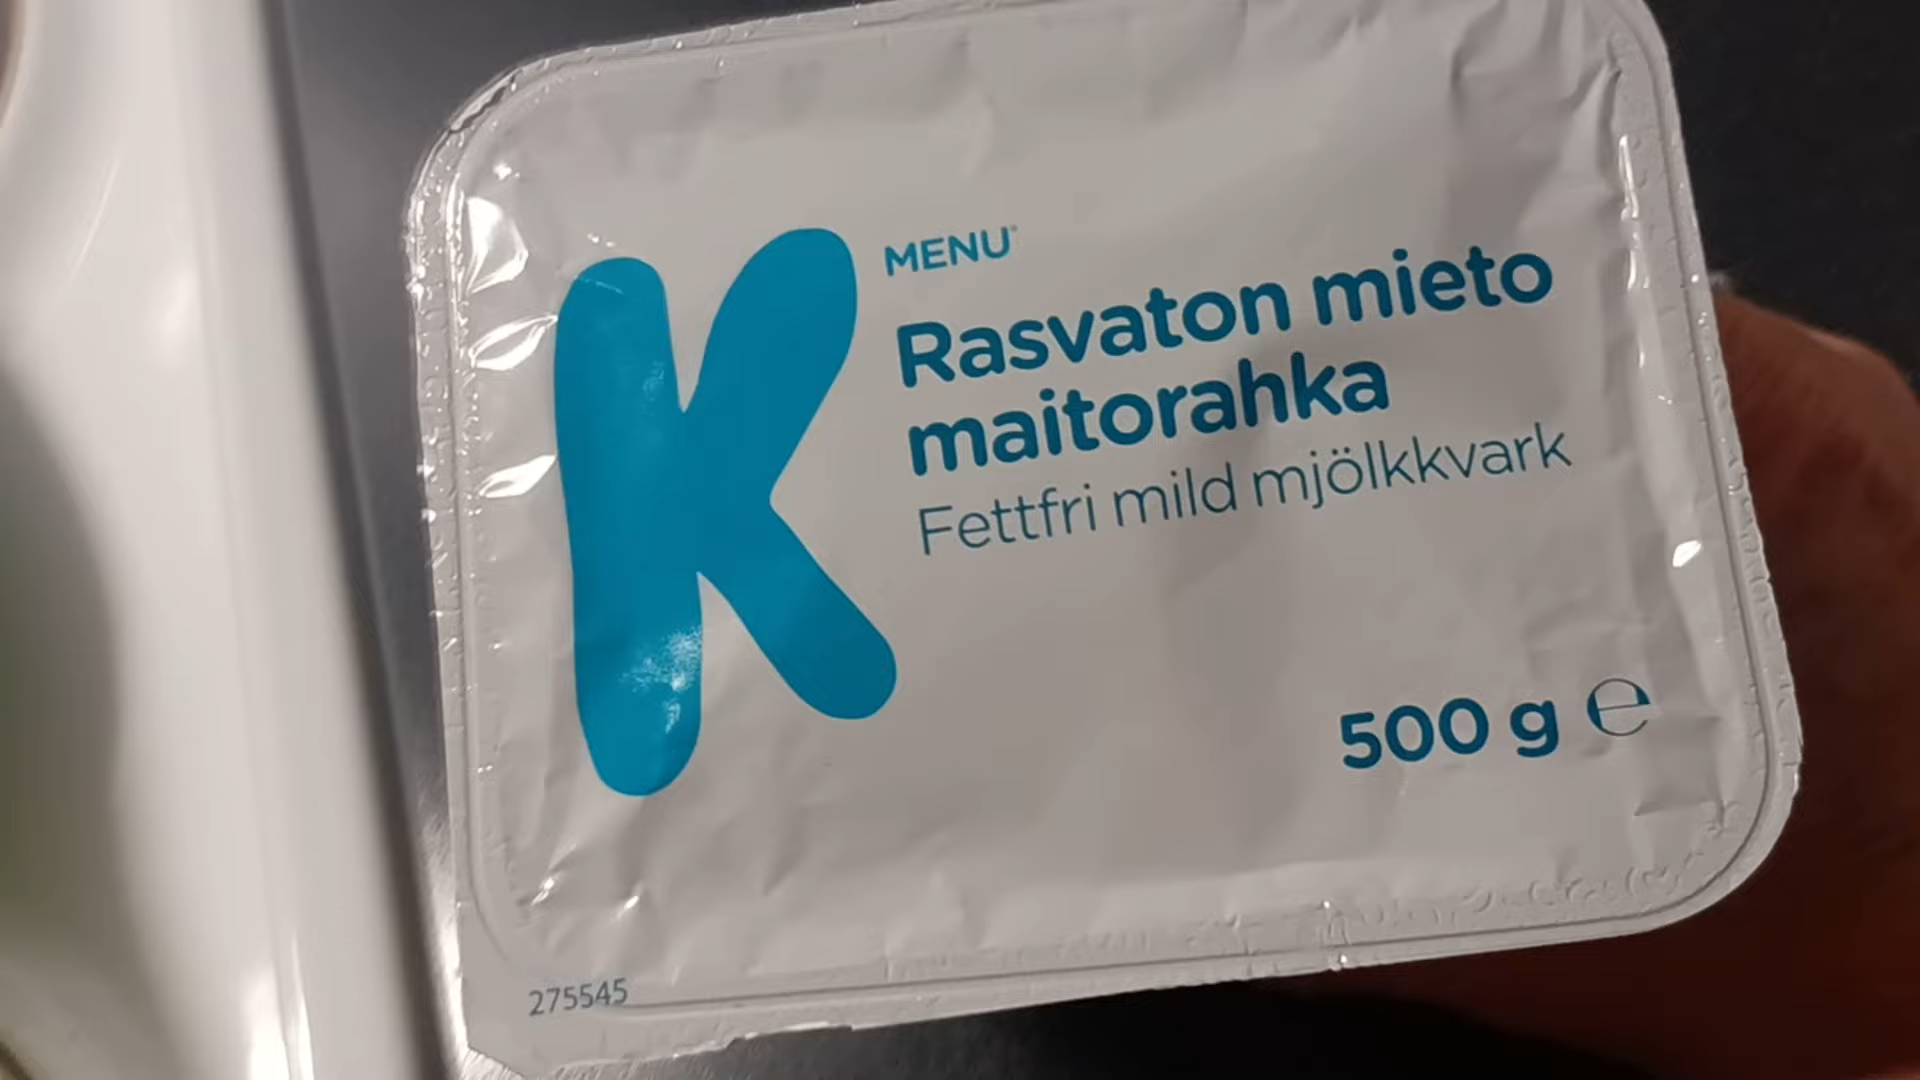 K
MENU
Rasvaton mieto
maitorahka
Fettfri mild mjölkkvark
500 g ℮
275545